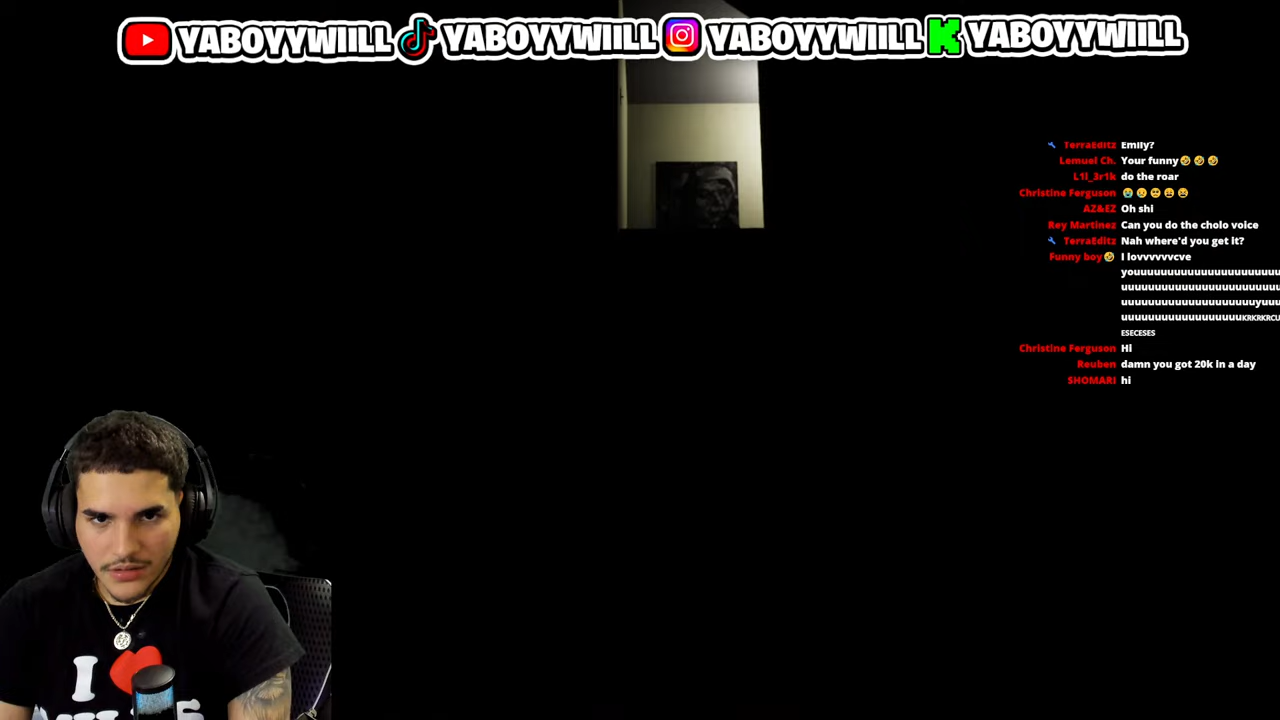 YABOYYWIILL YABOYYWIILL YABOYYWIILL YABOYYWIILL
TerraEditz Emily?
Lemuel Ch. Your funny🤣🤣🤣
L1l_3r1k do the roar
Christine Ferguson
AZ&EZ Oh shi
Rey Martinez Can you do the cholo voice
TerraEditz Nah where'd you get it?
Funny boy🤣 I lovvvvvvcve
ESECESES
Christine Ferguson Hi
Reuben damn you got 20k in a day
SHOMARI hi
I